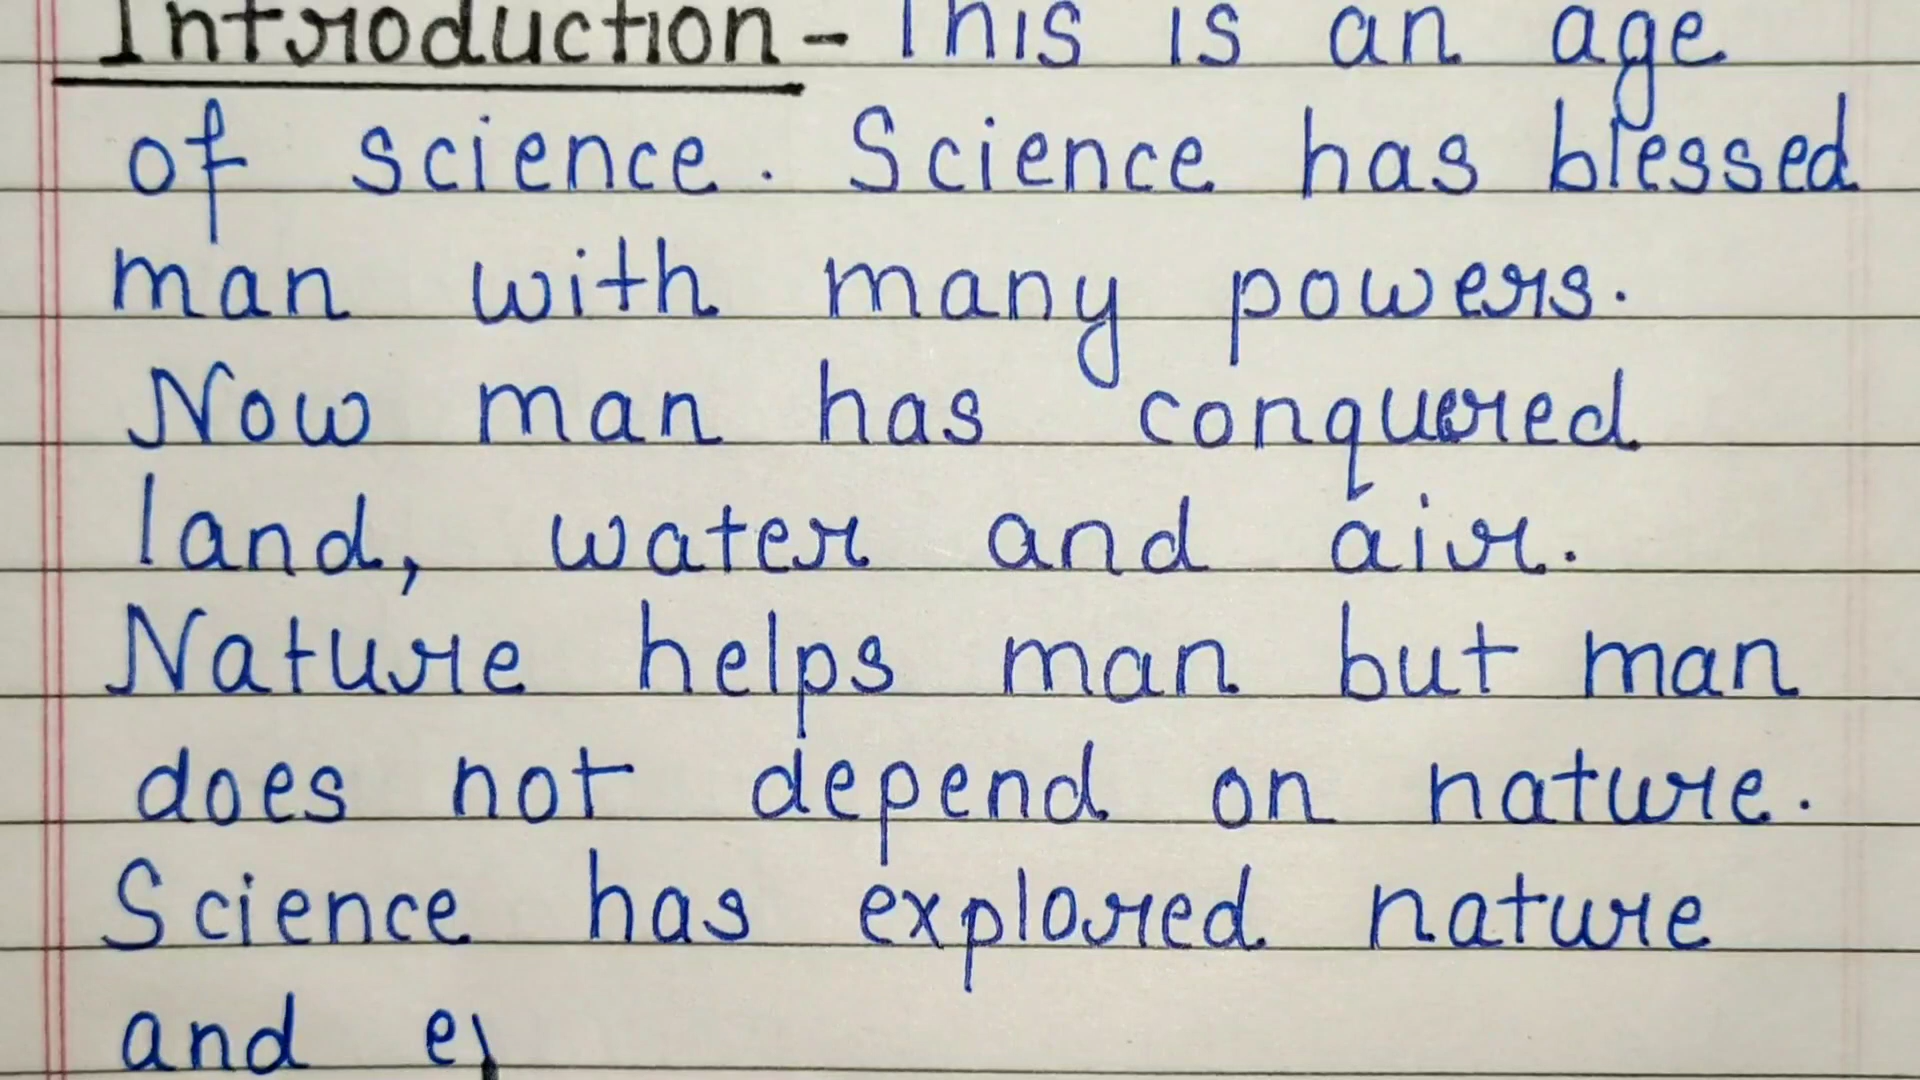 Introduction - This is an age
of science. Science has blessed
man with many powers.
Now man has conquered
land, water and air.
Nature helps man but man
does not depend on nature.
Science has explored nature
and